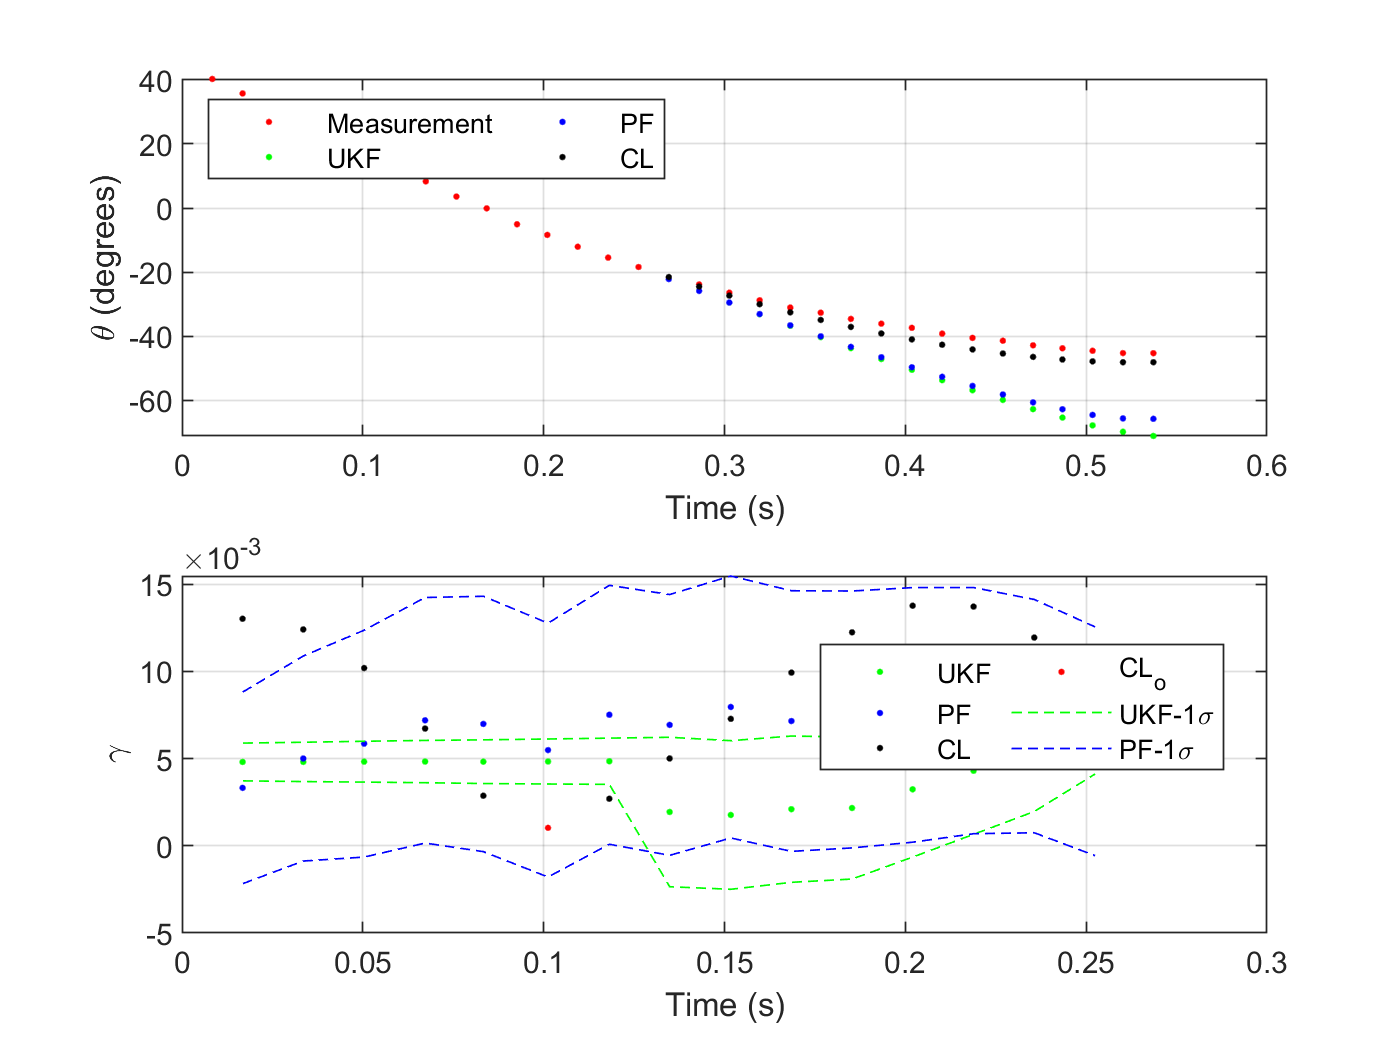 40
20
0
-20
-40
-60
θ (degrees)
Measurement
UKF
PF
CL
0 0.1 0.2 0.3 0.4 0.5 0.6
Time (s)
×10-3
15
10
5
0
-5
γ
UKF
PF
CL
CLo
UKF-1σ
PF-1σ
0 0.05 0.1 0.15 0.2 0.25 0.3
Time (s)